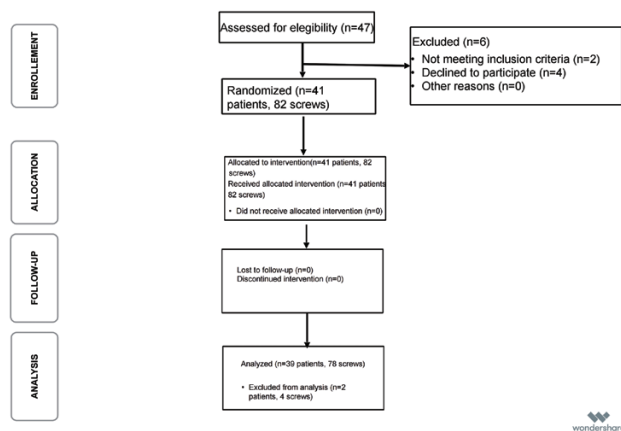 ENROLLEMENT
Assessed for elegibility (n=47)
Excluded (n=6)
• Not meeting inclusion criteria (n=2)
• Declined to participate (n=4)
• Other reasons (n=0)
Randomized (n=41
patients, 82 screws)
ALLOCATION
Allocated to intervention(n=41 patients, 82
screws)
Received allocated intervention (n=41 patients
82 screws)
• Did not receive allocated intervention (n=0)
FOLLOW-UP
Lost to follow-up (n=0)
Discontinued intervention (n=0)
ANALYSIS
Analyzed (n=39 patients, 78 screws)
• Excluded from analysis (n=2
patients, 4 screws)
wondershare